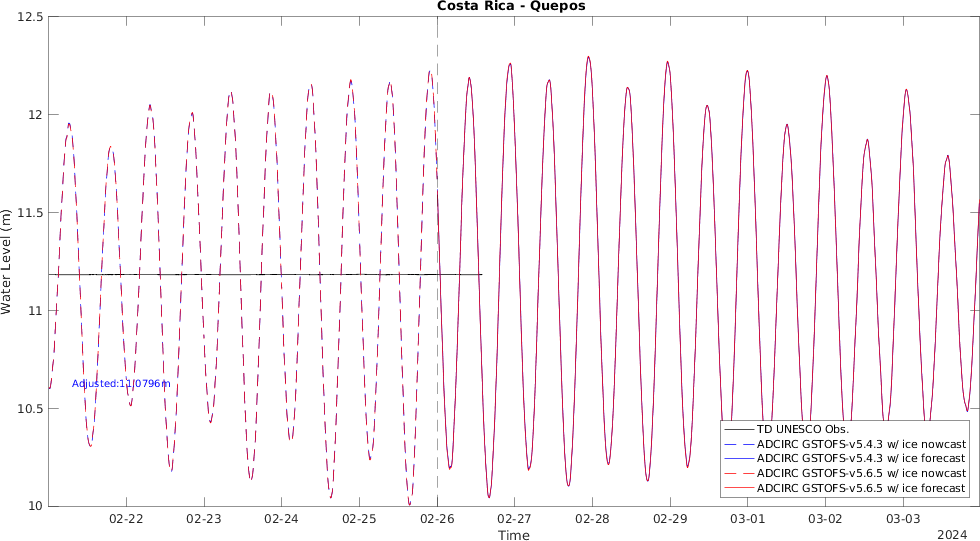 Costa Rica - Quepos
12.5
12
11.5
11
10.5
10
Water Level (m)
Adjusted:11.0796m
TD UNESCO Obs.
ADCIRC GSTOFS-v5.4.3 w/ ice nowcast
ADCIRC GSTOFS-v5.4.3 w/ ice forecast
ADCIRC GSTOFS-v5.6.5 w/ ice nowcast
ADCIRC GSTOFS-v5.6.5 w/ ice forecast
02-22 02-23 02-24 02-25 02-26 02-27 02-28 02-29 03-01 03-02 03-03
Time
2024